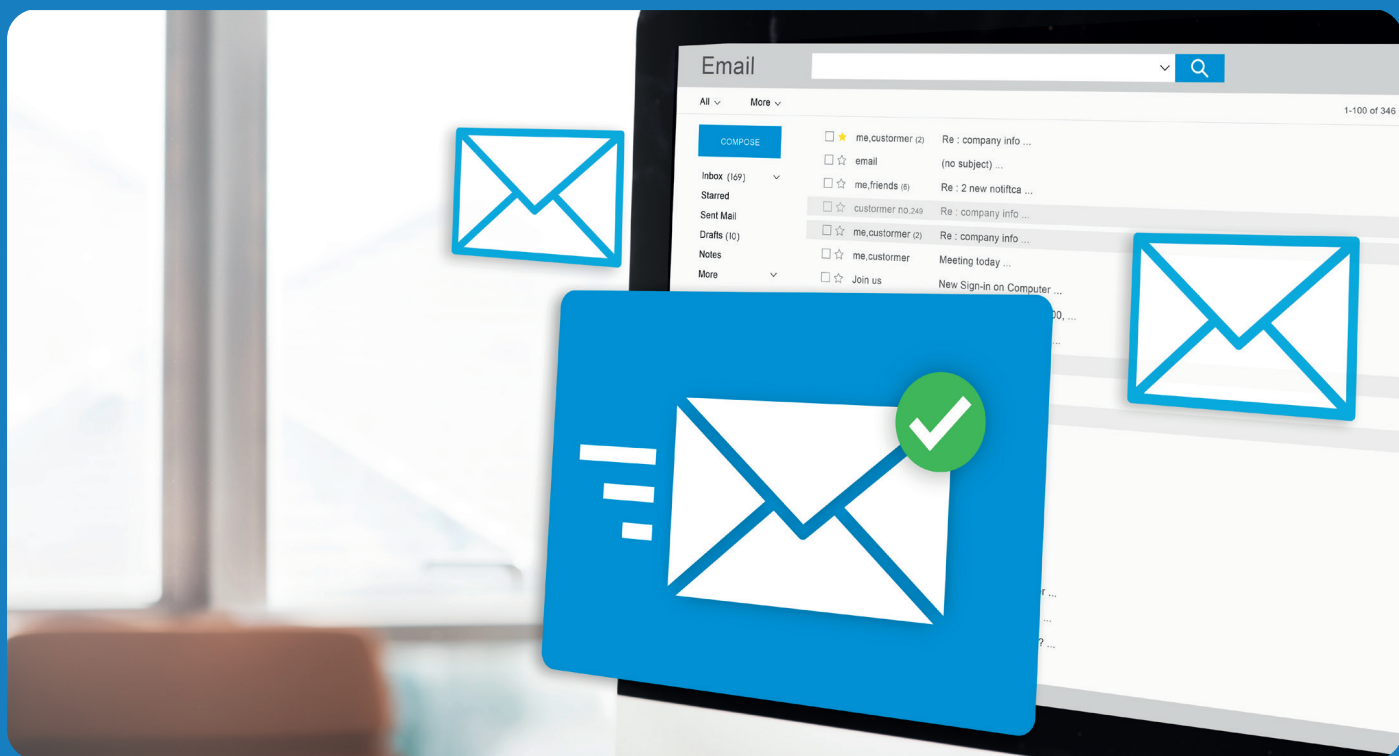 Email
All More 1-100 of 346
COMPOSE
Inbox (169)
Starred
Sent Mail
Drafts (10)
Notes
More
me,custormer (2) Re : company info ...
email (no subject) ...
me,friends (6) Re : 2 new notiftca ...
custormer no.249 Re : company info ...
me,custormer (2) Re : company info ...
me,custormer Meeting today ...
Join us New Sign-in on Computer ...
00, ...
...
r ...
...
? ...